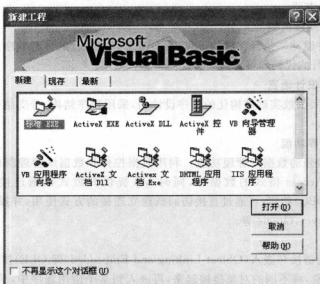 新建工程
Microsoft
Visual Basic
新建 现存 最新
标准 EXE ActiveX EXE ActiveX DLL ActiveX 控件 VB 向导管理器
VB 应用程序向导 ActiveX 文档 Dll Activex 文档 Exe DHTML 应用程序 IIS 应用程序
打开(O)
取消
帮助(H)
不再显示这个对话框(U)